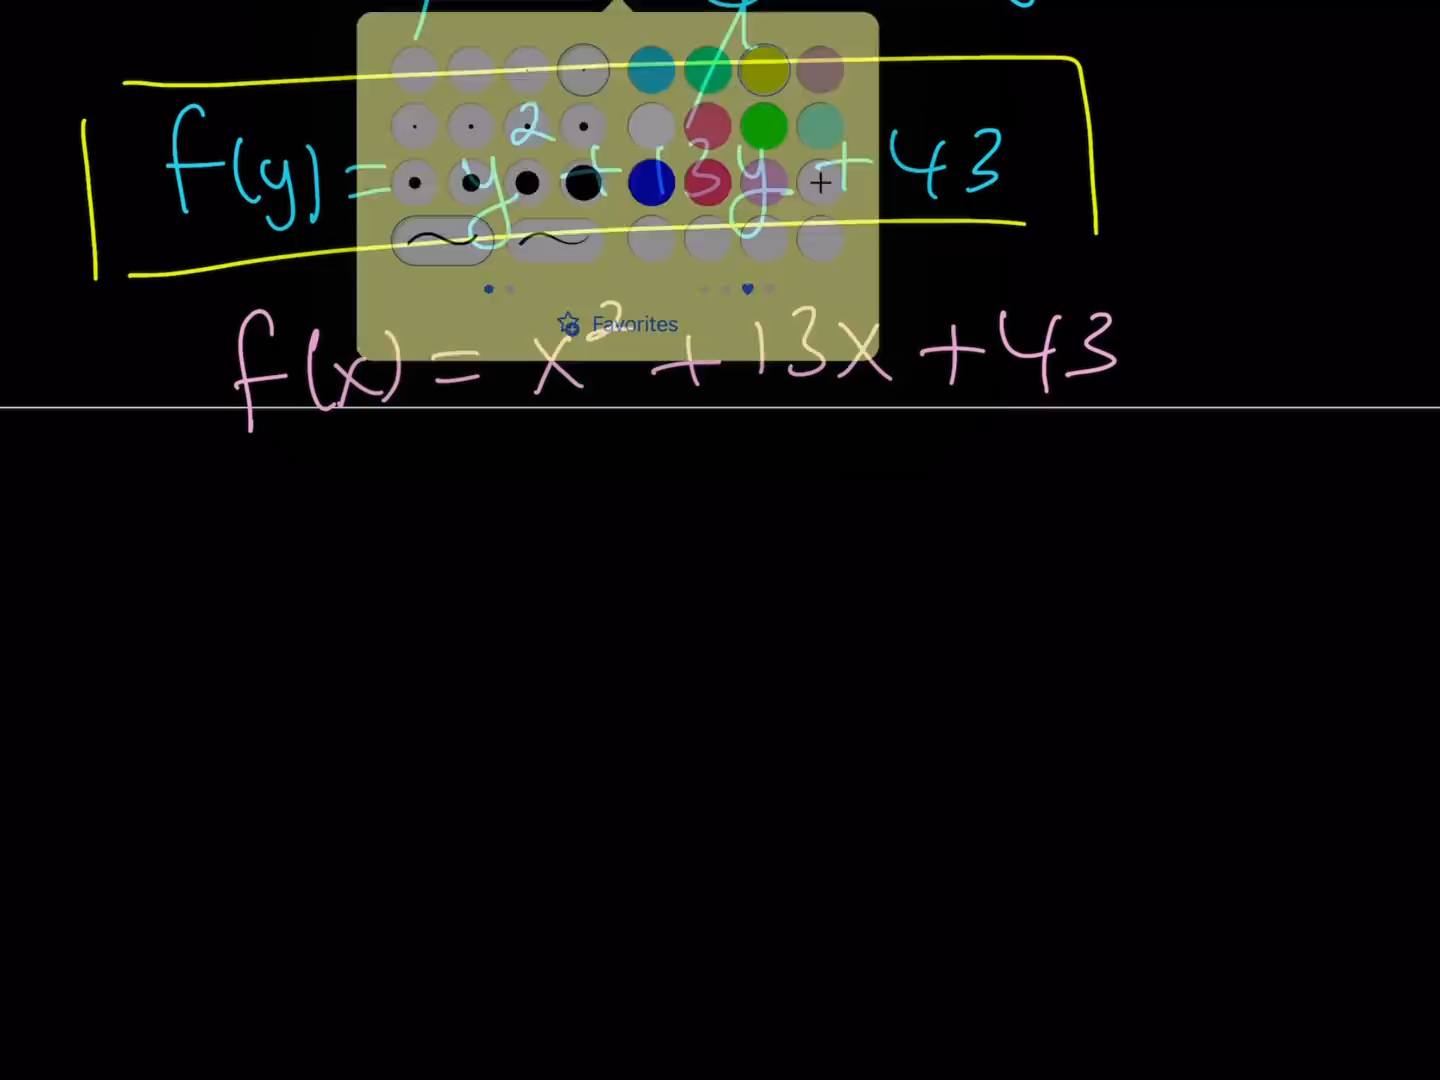 f(y) = y² + 13y + 43
Favorites
f(x) = x² + 13x + 43